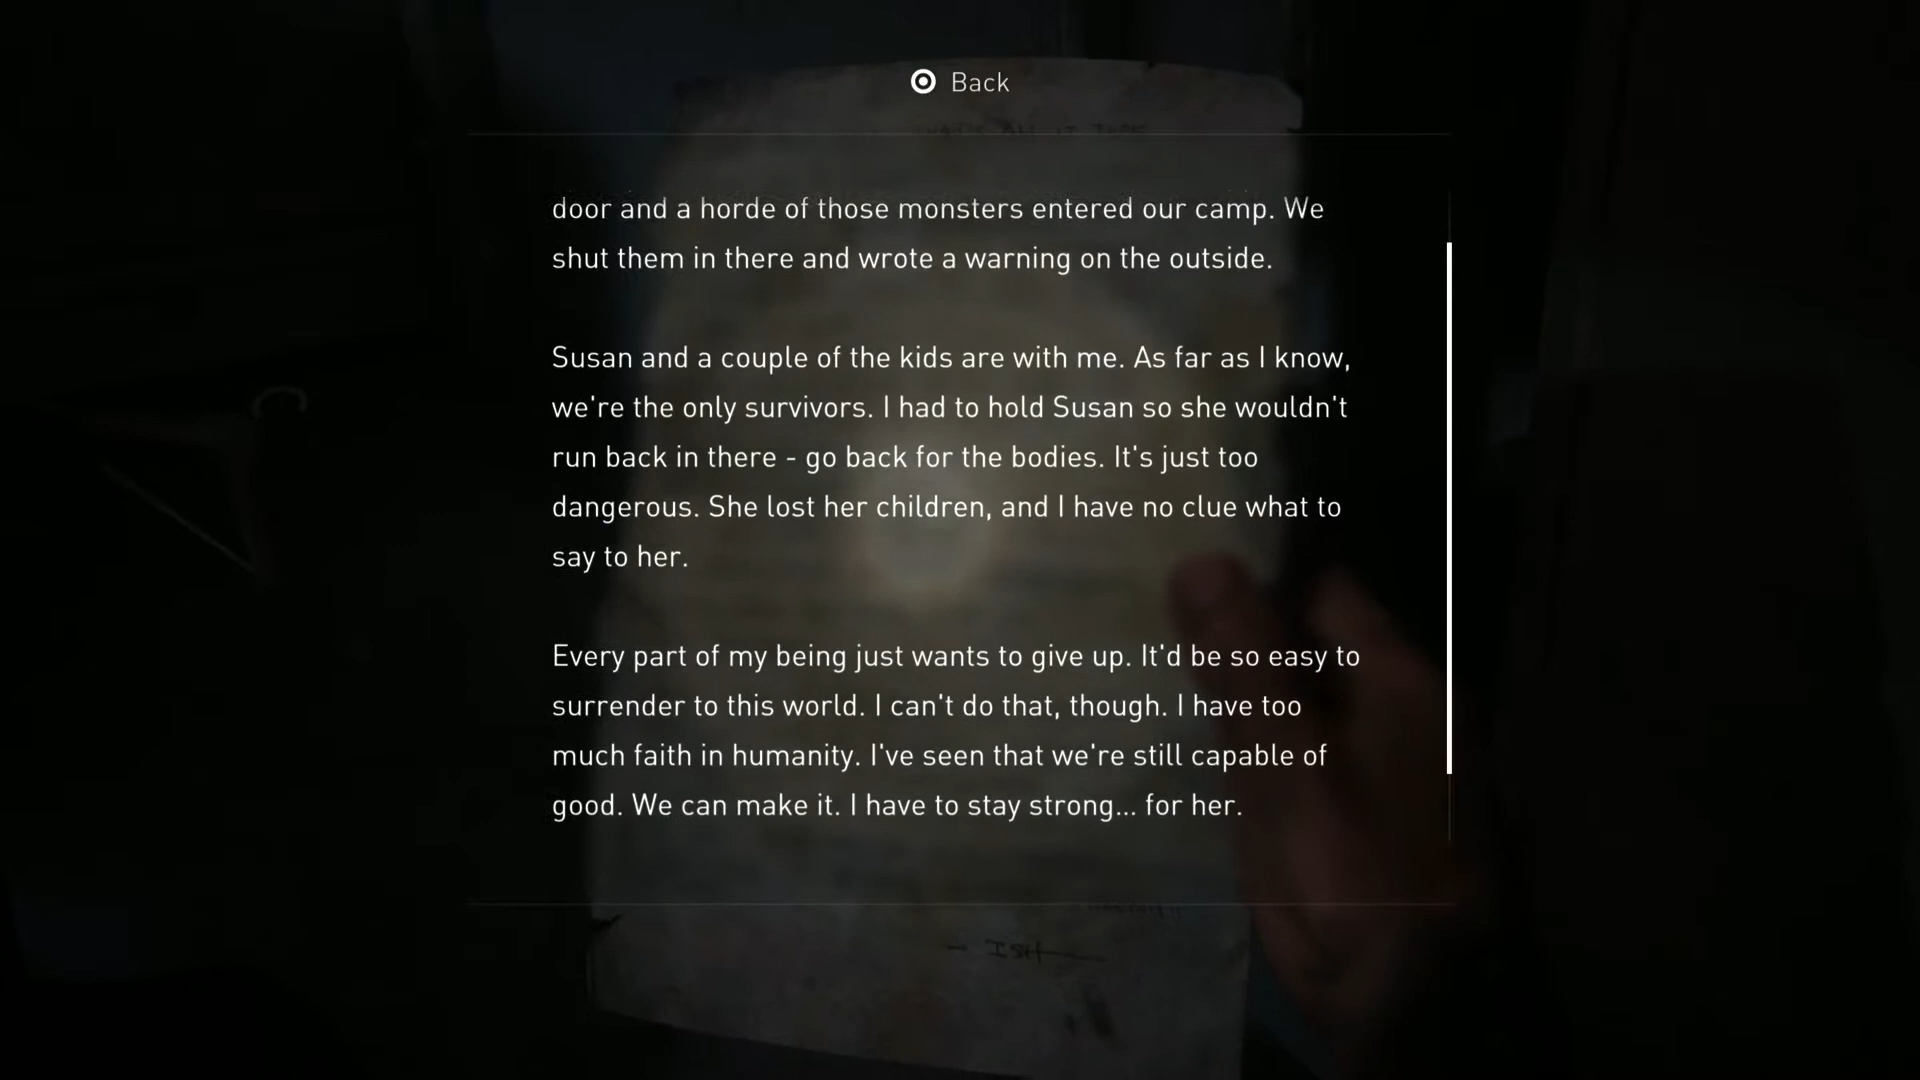 Back
THAT'S ALL IT TOOK
door and a horde of those monsters entered our camp. We
shut them in there and wrote a warning on the outside.
Susan and a couple of the kids are with me. As far as I know,
we're the only survivors. I had to hold Susan so she wouldn't
run back in there - go back for the bodies. It's just too
dangerous. She lost her children, and I have no clue what to
say to her.
Every part of my being just wants to give up. It'd be so easy to
surrender to this world. I can't do that, though. I have too
much faith in humanity. I've seen that we're still capable of
good. We can make it. I have to stay strong... for her.
- ISH